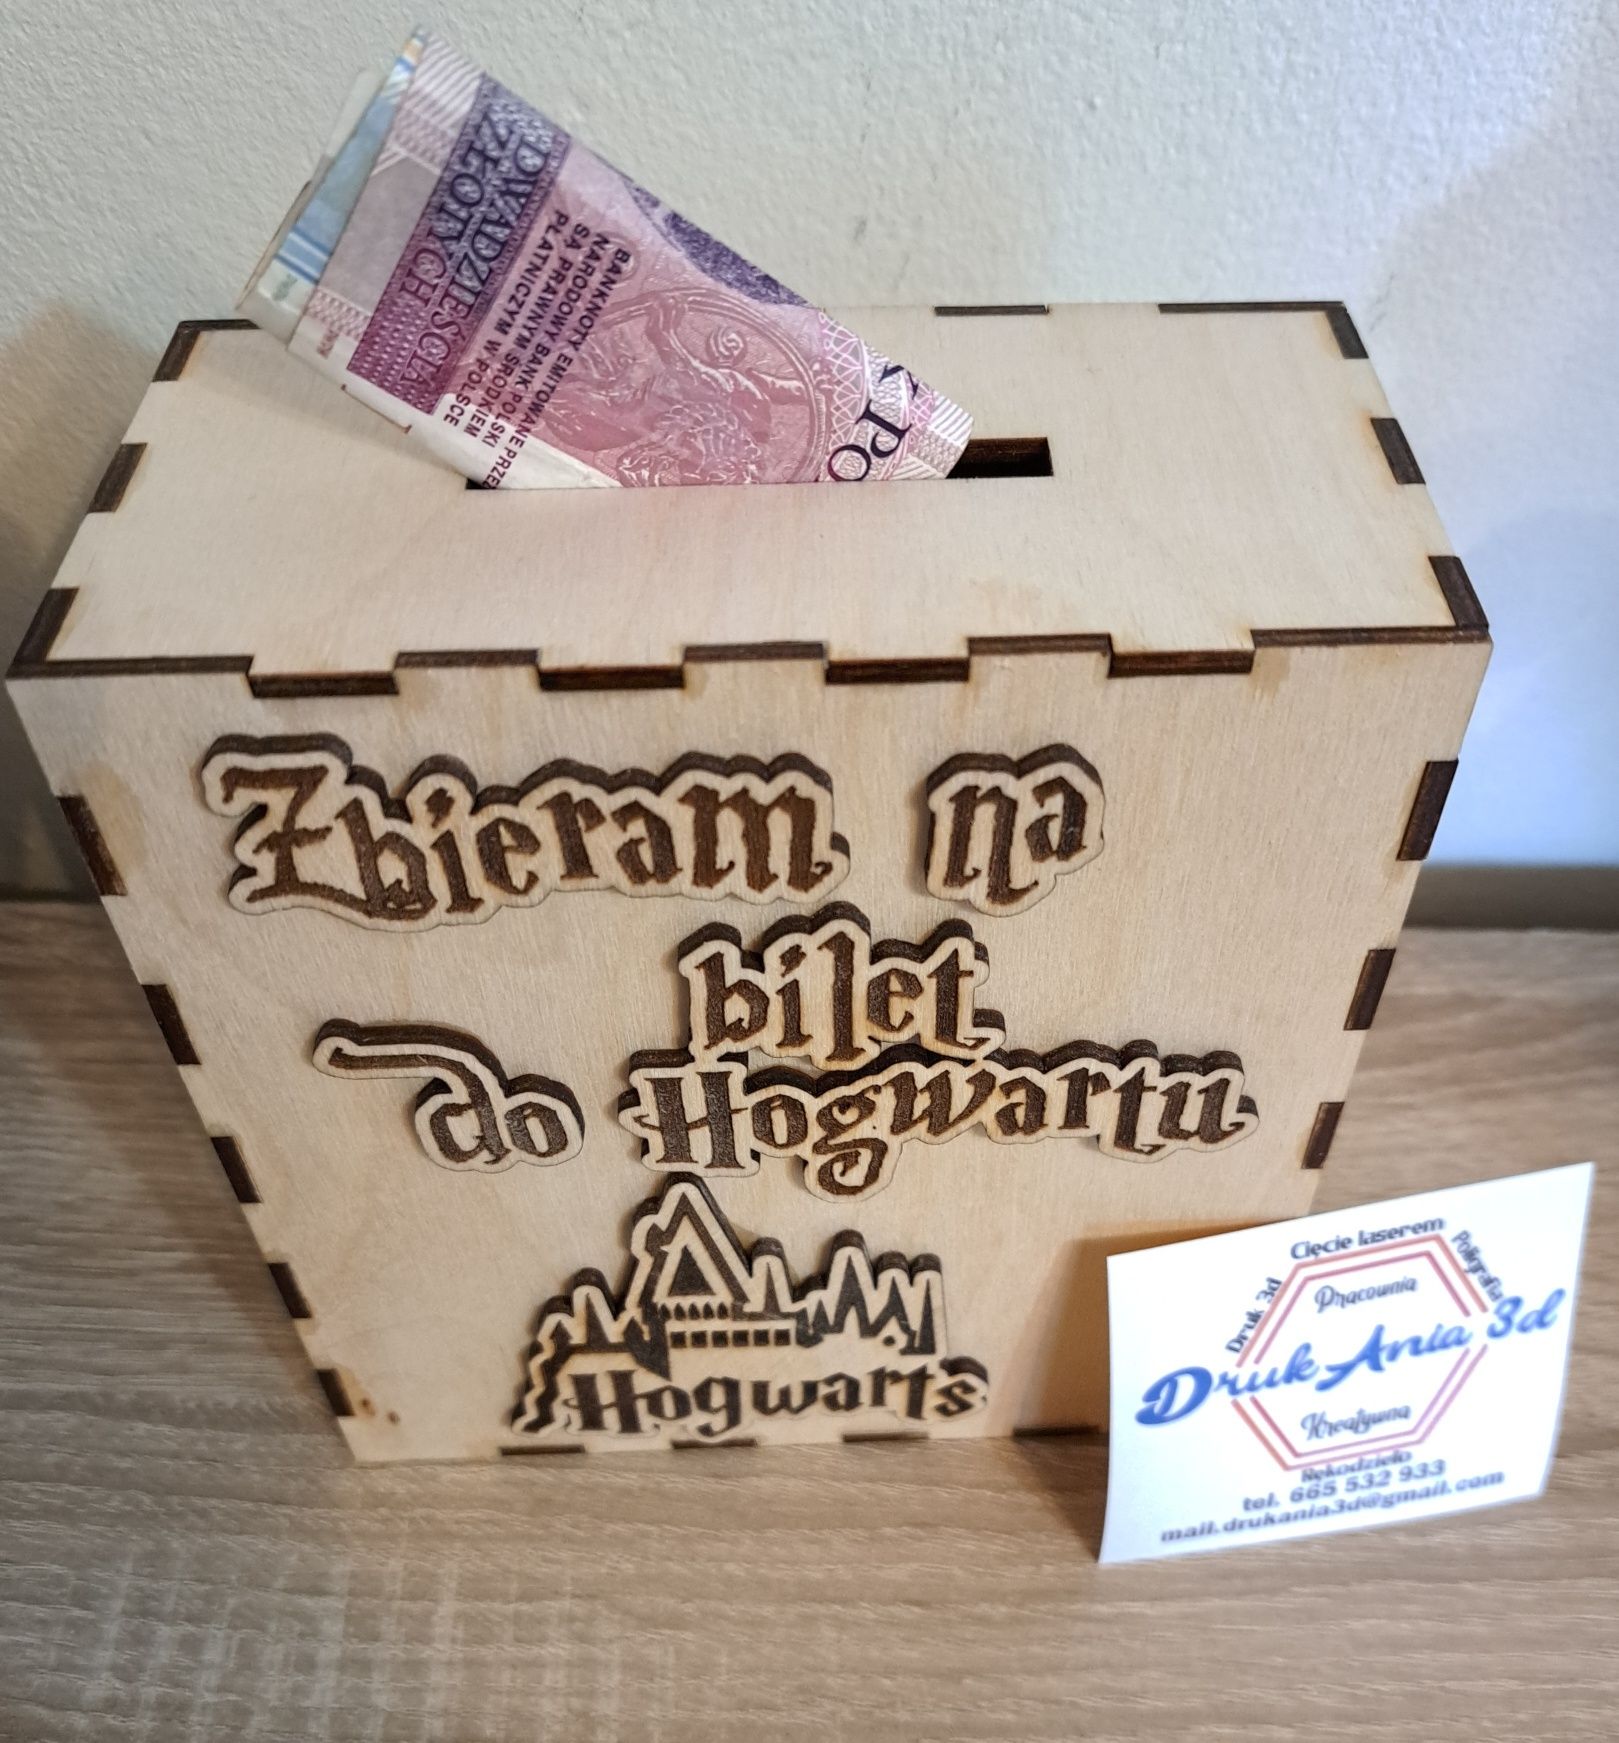 DWADZIEŚCIA
ZŁOTYCH
BANKNOTY EMITOWANE PRZEZ
NARODOWY BANK POLSKI
SĄ PRAWNYM ŚRODKIEM
PŁATNICZYM W POLSCE
Zbieram na
bilet
do Hogwartu
Hogwarts
Cięcie laserem
Druk 3d
Poligrafia
Pracownia
DrukAnia 3d
Kreatywna
Rękodzieło
tel. 665 532 933
mail.drukania3d@gmail.com